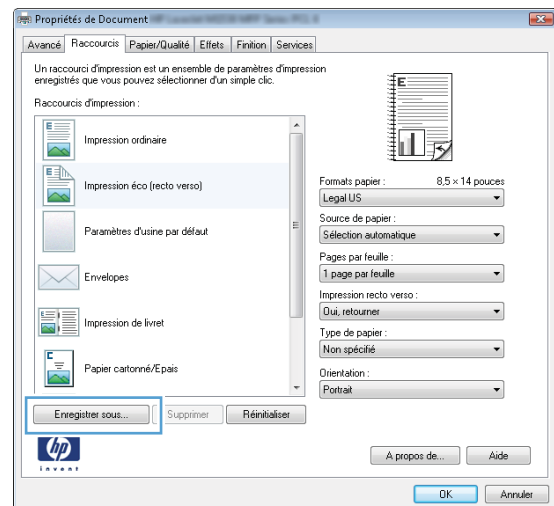 Propriétés de Document
Avancé Raccourcis Papier/Qualité Effets Finition Services
Un raccourci d'impression est un ensemble de paramètres d'impression
enregistrés que vous pouvez sélectionner d'un simple clic.
Raccourcis d'impression :
Impression ordinaire
Impression éco (recto verso)
Paramètres d'usine par défaut
Envelopes
Impression de livret
Papier cartonné/Epais
Enregistrer sous... Supprimer Réinitialiser
E
Formats papier : 8,5 × 14 pouces
Legal US
Source de papier :
Sélection automatique
Pages par feuille :
1 page par feuille
Impression recto verso :
Oui, retourner
Type de papier :
Non spécifié
Orientation :
Portrait
hp
invent
A propos de... Aide
OK Annuler